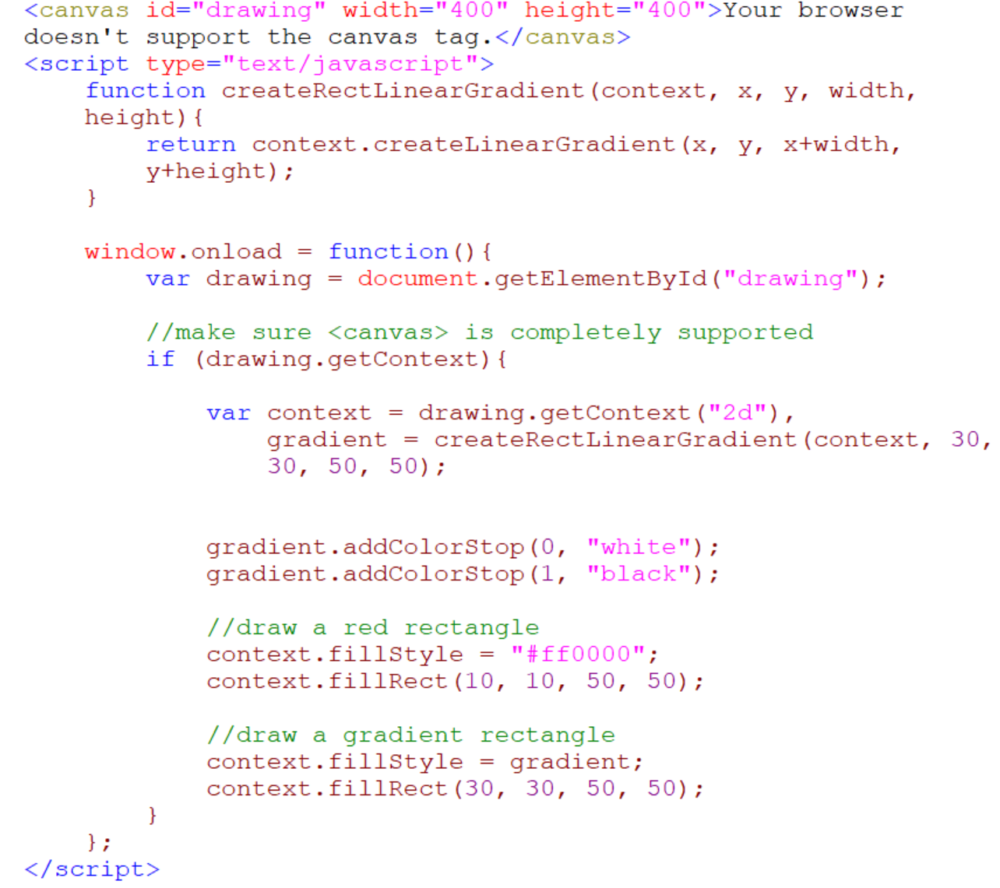 <canvas id="drawing" width="400" height="400">Your browser
doesn't support the canvas tag.</canvas>
<script type="text/javascript">
function createRectLinearGradient(context, x, y, width,
height){
return context.createLinearGradient(x, y, x+width,
y+height);
}
window.onload = function(){
var drawing = document.getElementById("drawing");
//make sure <canvas> is completely supported
if (drawing.getContext){
var context = drawing.getContext("2d"),
gradient = createRectLinearGradient(context, 30,
30, 50, 50);
gradient.addColorStop(0, "white");
gradient.addColorStop(1, "black");
//draw a red rectangle
context.fillStyle = "#ff0000";
context.fillRect(10, 10, 50, 50);
//draw a gradient rectangle
context.fillStyle = gradient;
context.fillRect(30, 30, 50, 50);
}
};
</script>